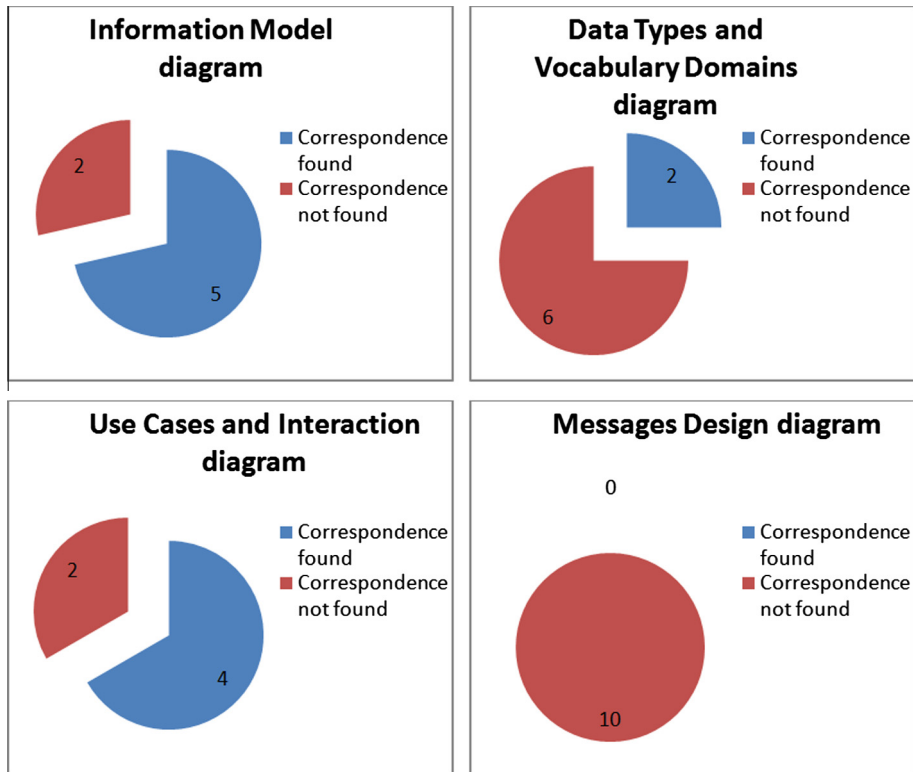 Information Model
diagram
2
5
Correspondence
found
Correspondence
not found
Data Types and
Vocabulary Domains
diagram
2
6
Correspondence
found
Correspondence
not found
Use Cases and Interaction
diagram
2
4
Correspondence
found
Correspondence
not found
Messages Design diagram
0
10
Correspondence
found
Correspondence
not found